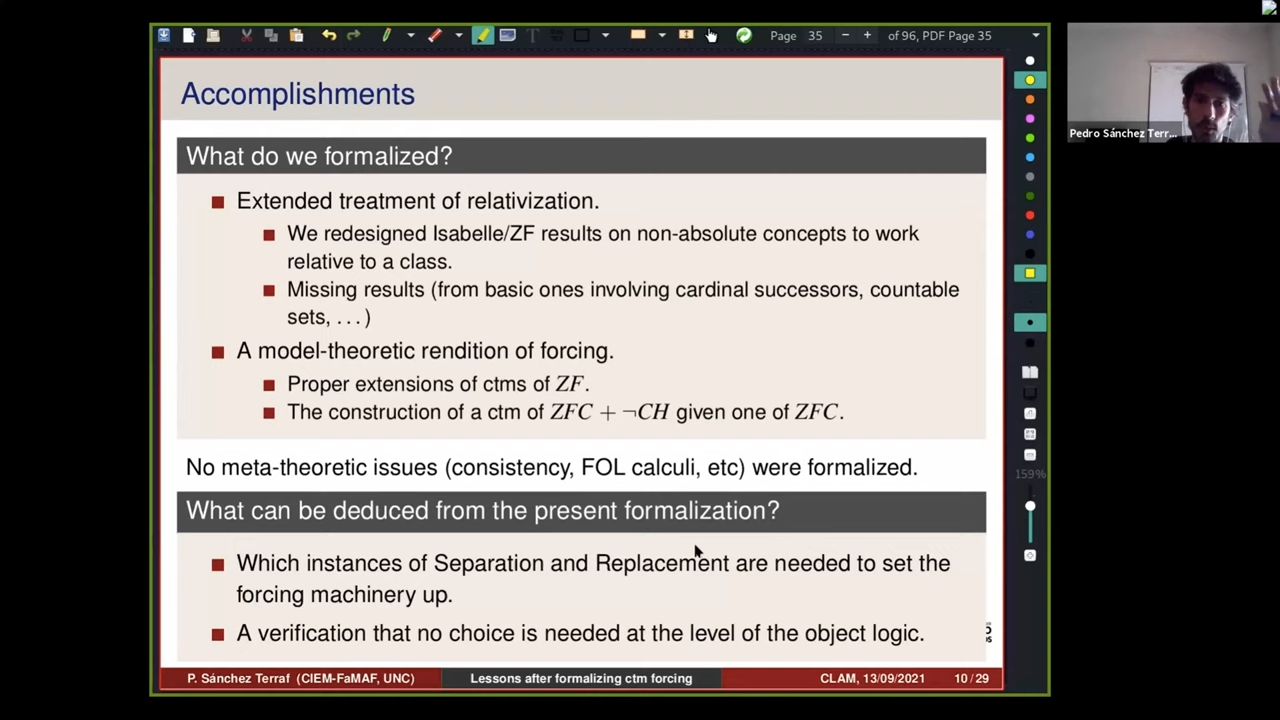 Page 35 of 96, PDF Page 35
Accomplishments
What do we formalized?
Extended treatment of relativization.
We redesigned Isabelle/ZF results on non-absolute concepts to work
relative to a class.
Missing results (from basic ones involving cardinal successors, countable
sets, . . . )
A model-theoretic rendition of forcing.
Proper extensions of ctms of ZF.
The construction of a ctm of ZFC + ¬CH given one of ZFC.
No meta-theoretic issues (consistency, FOL calculi, etc) were formalized.
What can be deduced from the present formalization?
Which instances of Separation and Replacement are needed to set the
forcing machinery up.
A verification that no choice is needed at the level of the object logic.
P. Sánchez Terraf (CIEM-FaMAF, UNC) Lessons after formalizing ctm forcing CLAM, 13/09/2021 10 / 29
159%
Pedro Sánchez Terr...